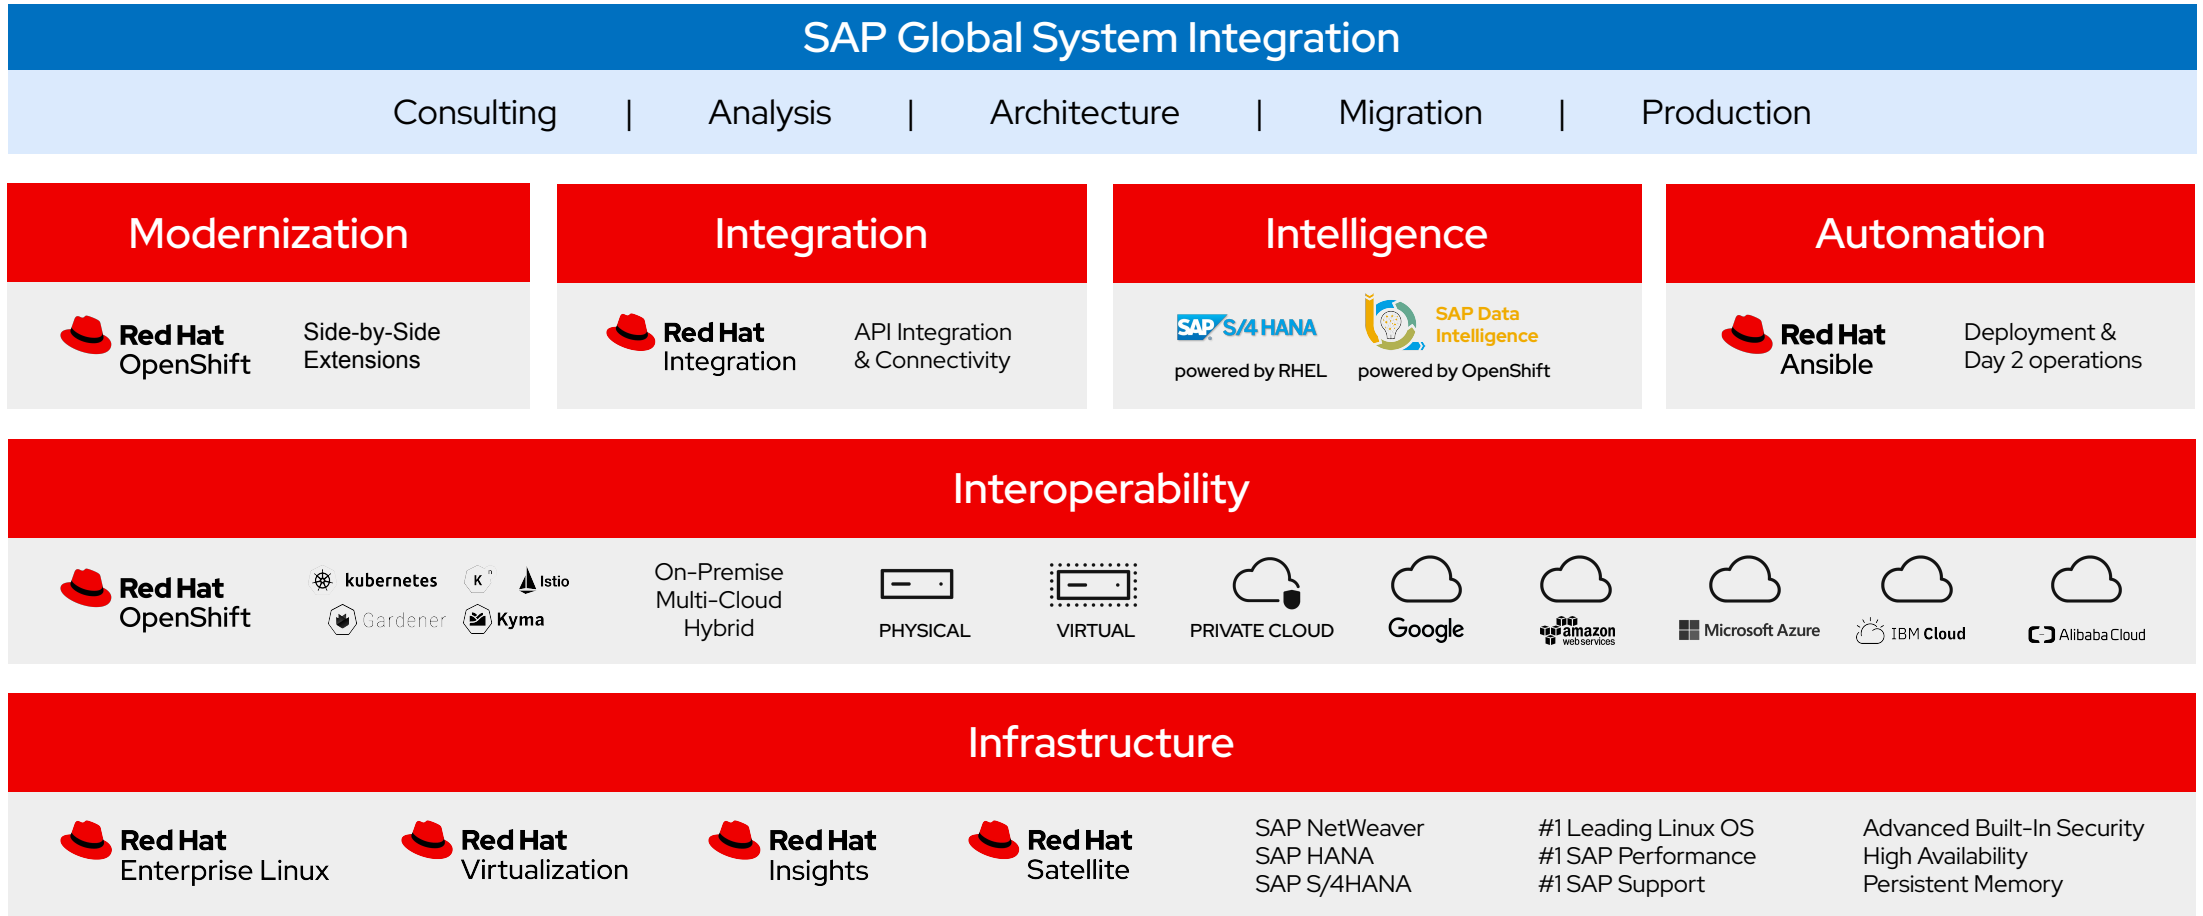 SAP Global System Integration
Consulting | Analysis | Architecture | Migration | Production
Modernization
Red Hat
OpenShift
Side-by-Side
Extensions
Integration
Red Hat
Integration
API Integration
& Connectivity
Intelligence
SAP S/4 HANA
powered by RHEL
SAP Data
Intelligence
powered by OpenShift
Automation
Red Hat
Ansible
Deployment &
Day 2 operations
Interoperability
Red Hat
OpenShift
kubernetes
K n
Istio
Gardener
Kyma
On-Premise
Multi-Cloud
Hybrid
PHYSICAL
VIRTUAL
PRIVATE CLOUD
Google
amazon
web services
Microsoft Azure
IBM Cloud
Alibaba Cloud
Infrastructure
Red Hat
Enterprise Linux
Red Hat
Virtualization
Red Hat
Insights
Red Hat
Satellite
SAP NetWeaver
SAP HANA
SAP S/4HANA
#1 Leading Linux OS
#1 SAP Performance
#1 SAP Support
Advanced Built-In Security
High Availability
Persistent Memory